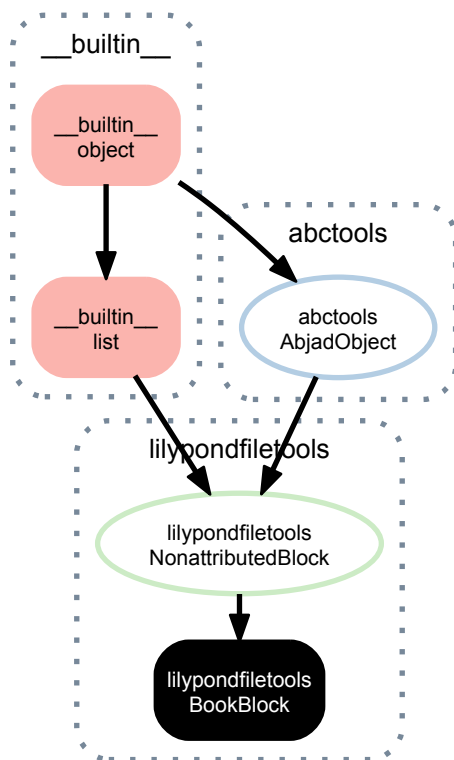 __builtin__
__builtin__
object
abctools
__builtin__
list
abctools
AbjadObject
lilypondfiletools
lilypondfiletools
NonattributedBlock
lilypondfiletools
BookBlock